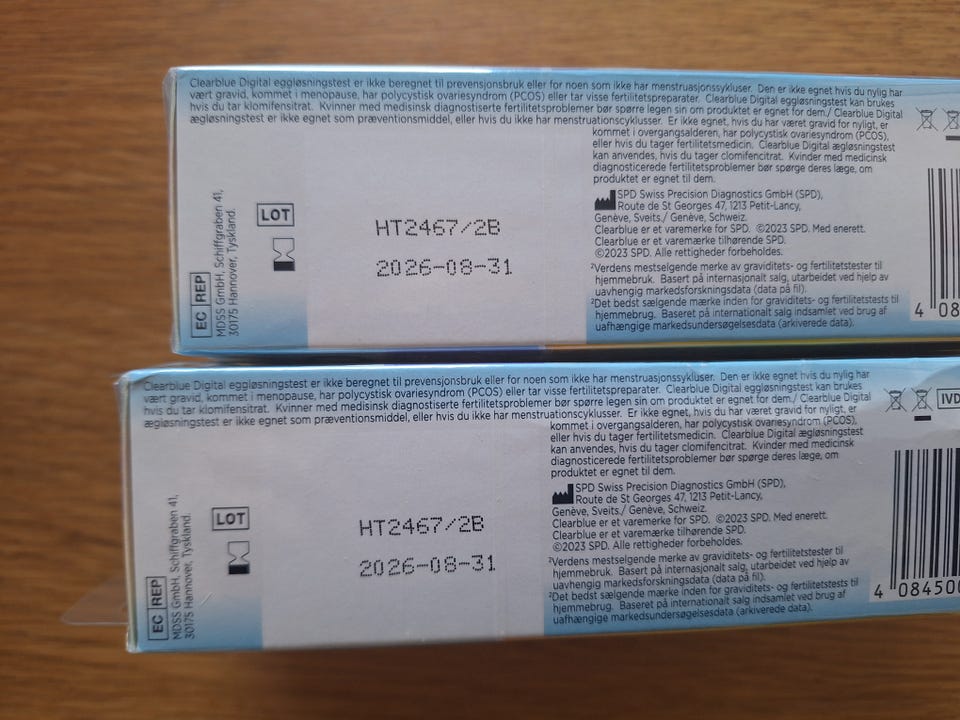 Clearblue Digital eggløsningstest er ikke beregnet til prevensjonsbruk eller for noen som ikke har menstruasjonssykluser. Den er ikke egnet hvis du nylig har
vært gravid, kommet i menopause, har polycystisk ovariesyndrom (PCOS) eller tar visse fertilitetspreparater. Clearblue Digital eggløsningstest kan brukes
hvis du tar klomifensitrat. Kvinner med medisinsk diagnostiserte fertilitetsproblemer bør spørre legen sin om produktet er egnet for dem./ Clearblue Digital
ægløsningstest er ikke egnet som præventionsmiddel, eller hvis du ikke har menstruationscyklusser. Er ikke egnet, hvis du har været gravid for nyligt, er
kommet i overgangsalderen, har polycystisk ovariesyndrom (PCOS),
eller hvis du tager fertilitetsmedicin. Clearblue Digital ægløsningstest
kan anvendes, hvis du tager clomifencitrat. Kvinder med medicinsk
diagnosticerede fertilitetsproblemer bør spørge deres læge, om
produktet er egnet til dem.
SPD Swiss Precision Diagnostics GmbH (SPD),
Route de St Georges 47, 1213 Petit-Lancy,
Genève, Sveits./ Genève, Schweiz.
Clearblue er et varemerke for SPD. ©2023 SPD. Med enerett.
Clearblue er et varemærke tilhørende SPD.
©2023 SPD. Alle rettigheder forbeholdes.
²Verdens mestselgende merke av graviditets- og fertilitetstester til
hjemmebruk. Basert på internasjonalt salg, utarbeidet ved hjelp av
uavhengig markedsforskningsdata (data på fil).
²Det bedst sælgende mærke inden for graviditets- og fertilitetstests til
hjemmebrug. Baseret på internationalt salg indsamlet ved brug af
uafhængige markedsundersøgelsesdata (arkiverede data).
LOT
HT2467/2B
2026-08-31
EC REP
MDSS GmbH, Schiffgraben 41,
30175 Hannover, Tyskland.
4 08
Clearblue Digital eggløsningstest er ikke beregnet til prevensjonsbruk eller for noen som ikke har menstruasjonssykluser. Den er ikke egnet hvis du nylig har
vært gravid, kommet i menopause, har polycystisk ovariesyndrom (PCOS) eller tar visse fertilitetspreparater. Clearblue Digital eggløsningstest kan brukes
hvis du tar klomifensitrat. Kvinner med medisinsk diagnostiserte fertilitetsproblemer bør spørre legen sin om produktet er egnet for dem./ Clearblue Digital
ægløsningstest er ikke egnet som præventionsmiddel, eller hvis du ikke har menstruationscyklusser. Er ikke egnet, hvis du har været gravid for nyligt, er
kommet i overgangsalderen, har polycystisk ovariesyndrom (PCOS),
eller hvis du tager fertilitetsmedicin. Clearblue Digital ægløsningstest
kan anvendes, hvis du tager clomifencitrat. Kvinder med medicinsk
diagnosticerede fertilitetsproblemer bør spørge deres læge, om
produktet er egnet til dem.
SPD Swiss Precision Diagnostics GmbH (SPD),
Route de St Georges 47, 1213 Petit-Lancy,
Genève, Sveits./ Genève, Schweiz.
Clearblue er et varemerke for SPD. ©2023 SPD. Med enerett.
Clearblue er et varemærke tilhørende SPD.
©2023 SPD. Alle rettigheder forbeholdes.
²Verdens mestselgende merke av graviditets- og fertilitetstester til
hjemmebruk. Basert på internasjonalt salg, utarbeidet ved hjelp av
uavhengig markedsforskningsdata (data på fil).
²Det bedst sælgende mærke inden for graviditets- og fertilitetstests til
hjemmebrug. Baseret på internationalt salg indsamlet ved brug af
uafhængige markedsundersøgelsesdata (arkiverede data).
LOT
HT2467/2B
2026-08-31
EC REP
MDSS GmbH, Schiffgraben 41,
30175 Hannover, Tyskland.
IVD
4 084500